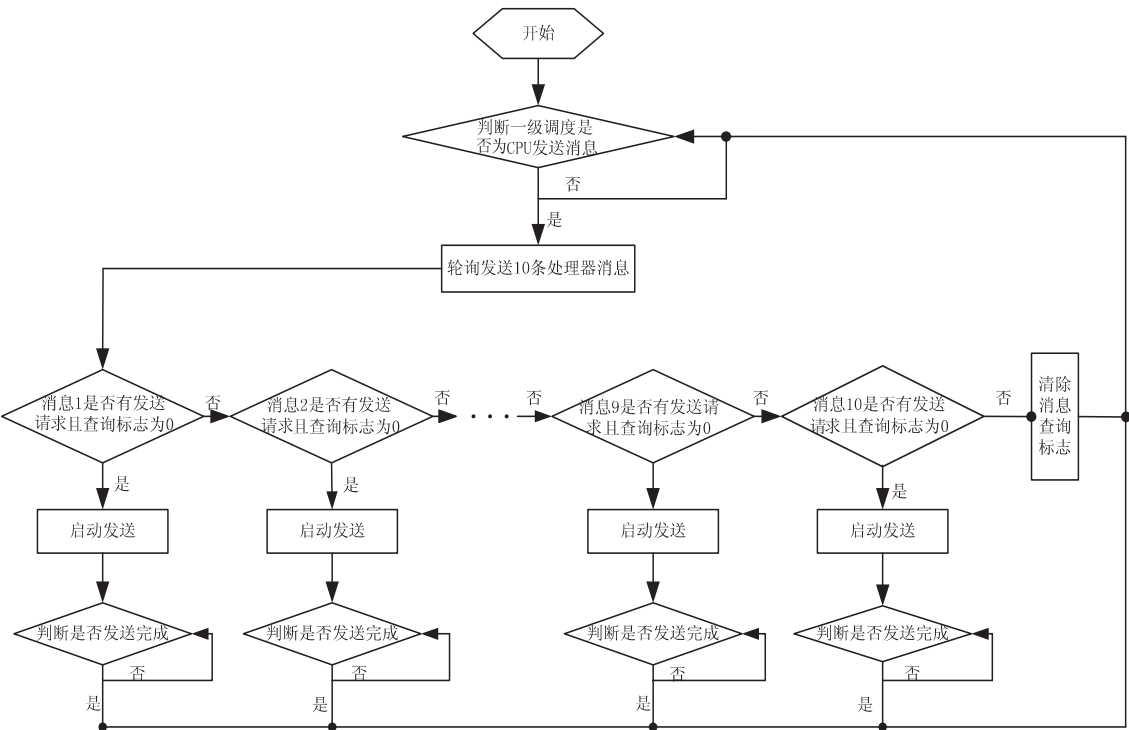 开始
判断一级调度是
否为CPU发送消息
否
是
轮询发送10条处理器消息
消息1是否有发送
请求且查询标志为0
否
消息2是否有发送
请求且查询标志为0
否
· · ·
否
消息9是否有发送请
求且查询标志为0
否
消息10是否有发送
请求且查询标志为0
否
清除
消息
查询
标志
是
是
是
启动发送
启动发送
启动发送
启动发送
判断是否发送完成
判断是否发送完成
判断是否发送完成
判断是否发送完成
否
否
否
否
是
是
是
是